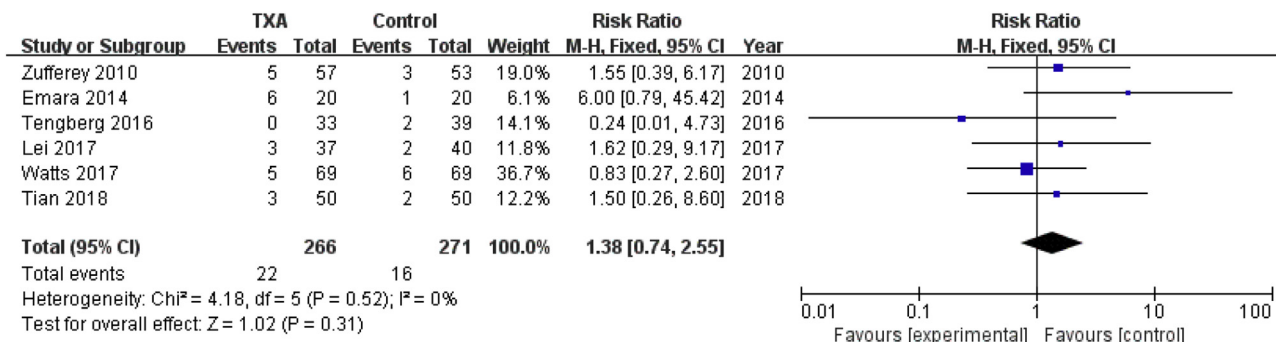 TXA Control Risk Ratio Risk Ratio
Study or Subgroup Events Total Events Total Weight M-H, Fixed, 95% CI Year M-H, Fixed, 95% CI
Zufferey 2010 5 57 3 53 19.0% 1.55 [0.39, 6.17] 2010
Emara 2014 6 20 1 20 6.1% 6.00 [0.79, 45.42] 2014
Tengberg 2016 0 33 2 39 14.1% 0.24 [0.01, 4.73] 2016
Lei 2017 3 37 2 40 11.8% 1.62 [0.29, 9.17] 2017
Watts 2017 5 69 6 69 36.7% 0.83 [0.27, 2.60] 2017
Tian 2018 3 50 2 50 12.2% 1.50 [0.26, 8.60] 2018
Total (95% CI) 266 271 100.0% 1.38 [0.74, 2.55]
Total events 22 16
Heterogeneity: Chi² = 4.18, df = 5 (P = 0.52); I² = 0%
Test for overall effect: Z = 1.02 (P = 0.31)
0.01 0.1 1 10 100
Favours [experimental] Favours [control]